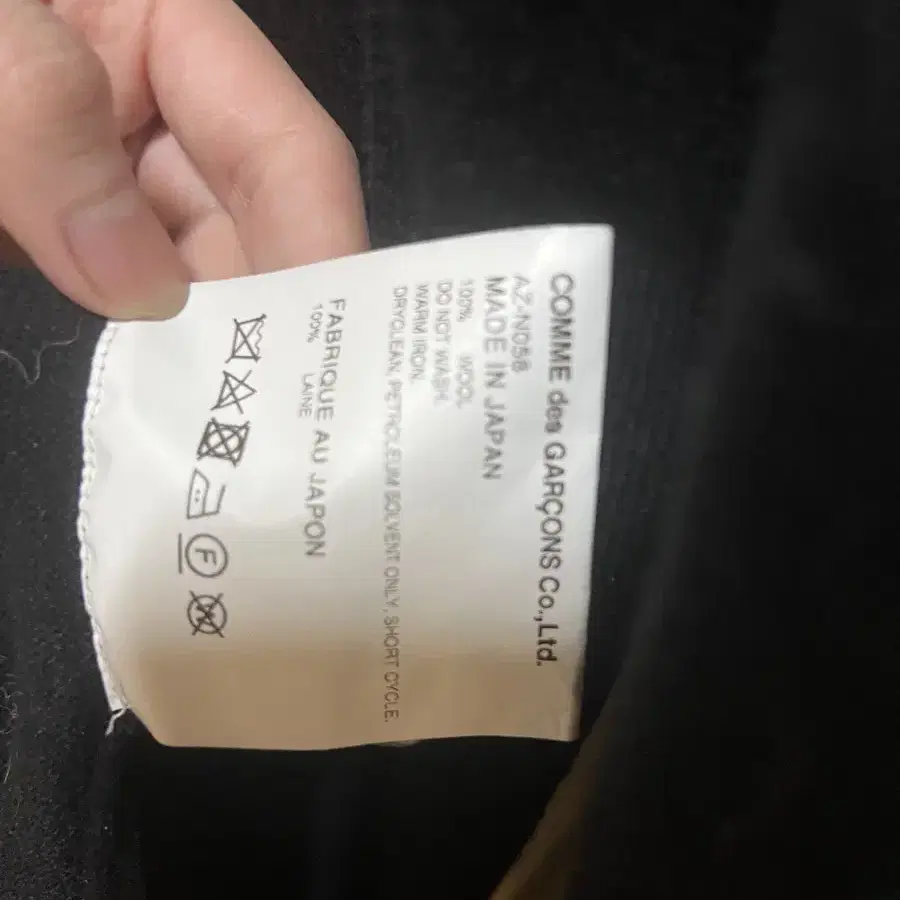 COMME des GARÇONS Co.,Ltd.
AZ-N058
MADE IN JAPAN
100% WOOL
DO NOT WASH.
WARM IRON.
DRYCLEAN, PETROLEUM SOLVENT ONLY, SHORT CYCLE.
FABRIQUE AU JAPON
100% LAINE
F